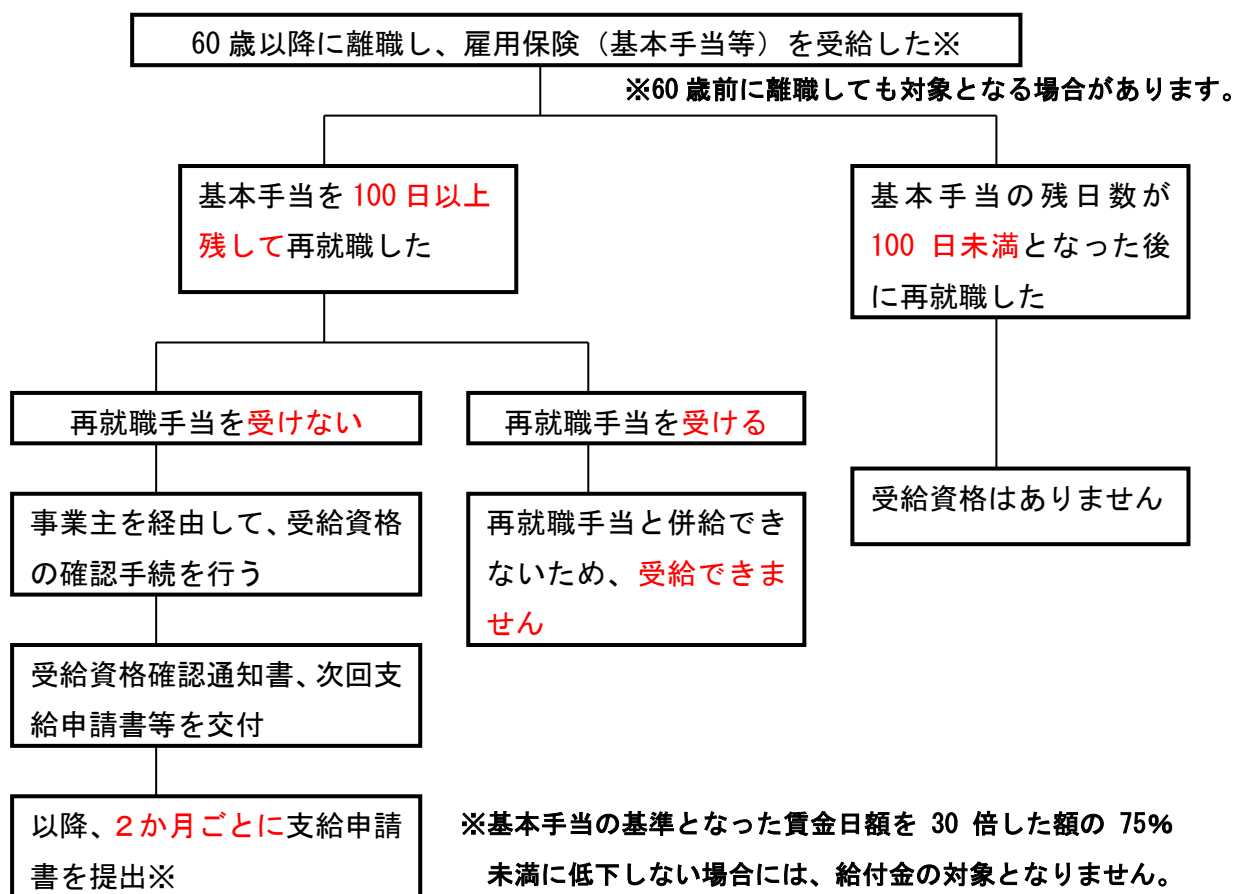 60 歳以降に離職し、雇用保険（基本手当等）を受給した※
※60 歳前に離職しても対象となる場合があります。
基本手当を 100 日以上
残して再就職した
基本手当の残日数が
100 日未満となった後
に再就職した
再就職手当を受けない
再就職手当を受ける
事業主を経由して、受給資格
の確認手続を行う
再就職手当と併給でき
ないため、受給できま
せん
受給資格はありません
受給資格確認通知書、次回支
給申請書等を交付
以降、２か月ごとに支給申請
書を提出※
※基本手当の基準となった賃金日額を 30 倍した額の 75%
未満に低下しない場合には、給付金の対象となりません。